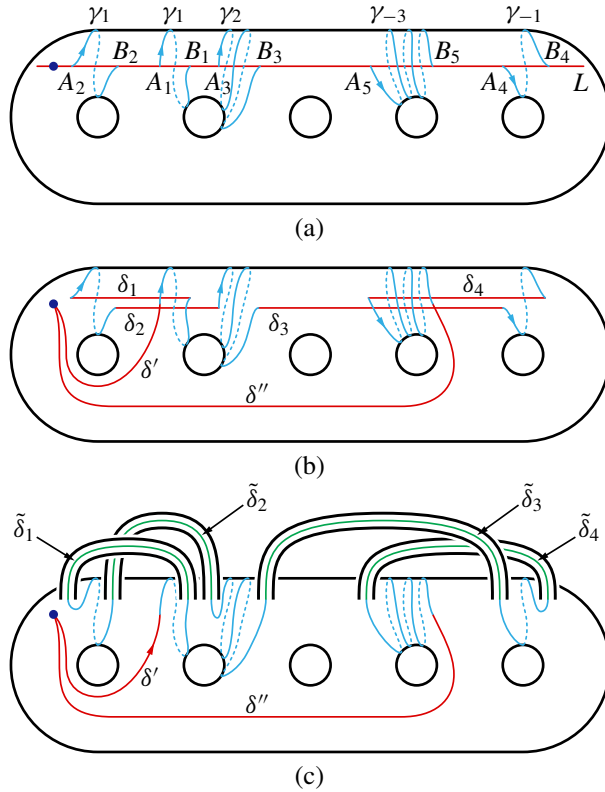 γ₁ γ₁ γ₂ γ₋₃ γ₋₁
B₂ B₁ B₃ B₅ B₄
A₂ A₁ A₃ A₅ A₄ L
(a)
δ₁ δ₄
δ₂ δ₃
δ′
δ″
(b)
δ̃₁ δ̃₂ δ̃₃ δ̃₄
δ′
δ″
(c)